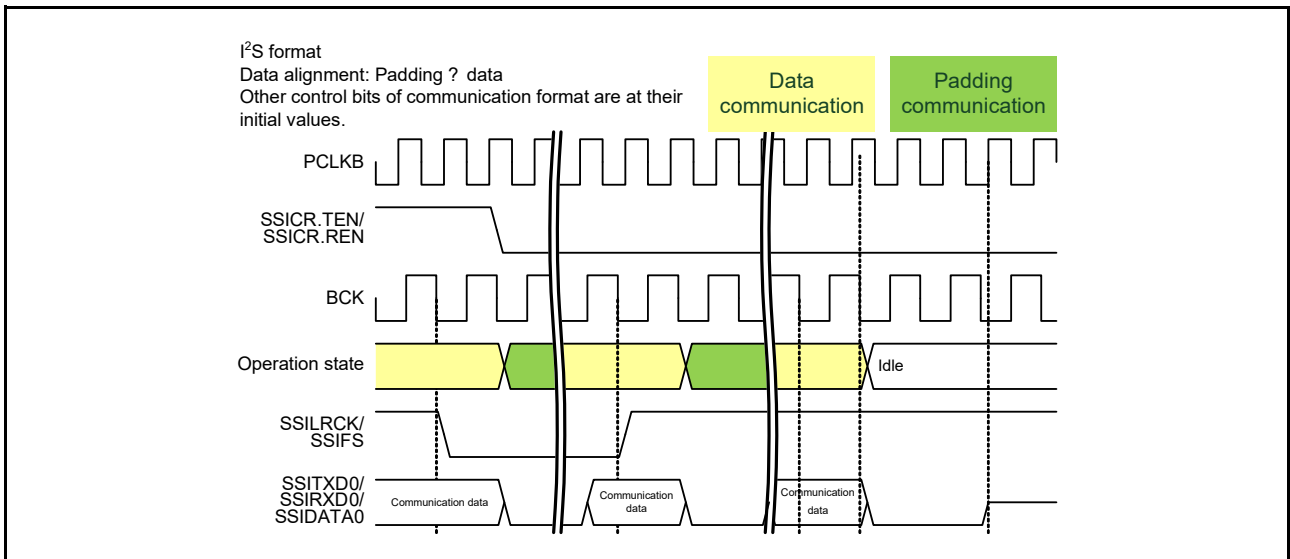 I²S format
Data alignment: Padding ? data
Other control bits of communication format are at their
initial values.
Data
communication
Padding
communication
PCLKB
SSICR.TEN/
SSICR.REN
BCK
Operation state
Idle
SSILRCK/
SSIFS
SSITXD0/
SSIRXD0/
SSIDATA0
Communication data
Communication
data
Communication
data